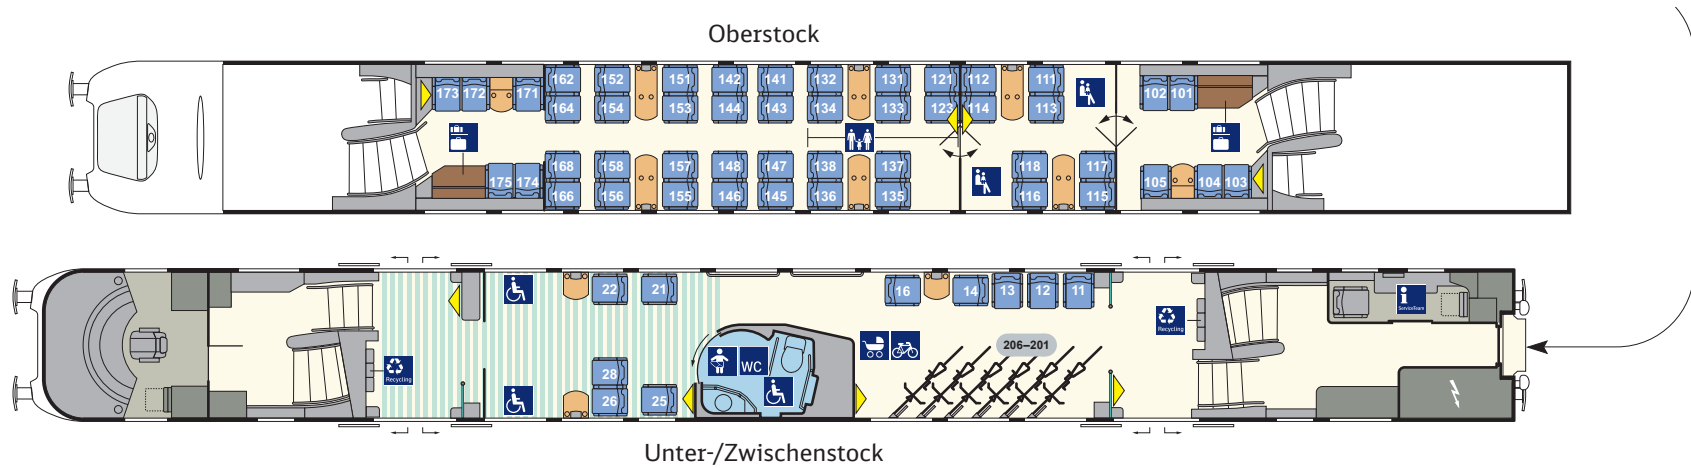 Oberstock
162 152 151 142 141 132 131 121 112 111
173 172 171 102 101
164 154 153 144 143 134 133 123 114 113
168 158 157 148 147 138 137 118 117
175 174 105 104 103
166 156 155 146 145 136 135 116 115
22 21 16 14 13 12 11
ServiceTeam
Recycling
206–201
WC
Recycling
28
26 25
Unter-/Zwischenstock